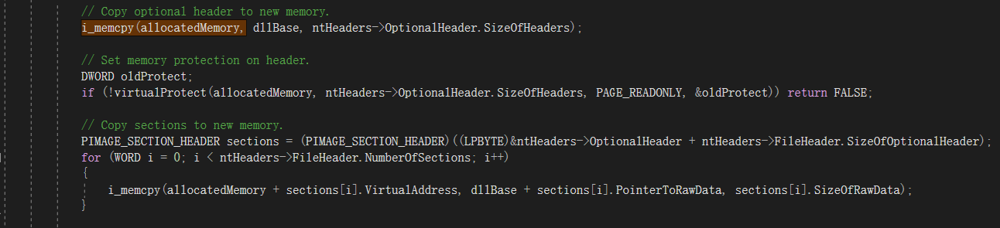 // Copy optional header to new memory.
i_memcpy(allocatedMemory, dllBase, ntHeaders->OptionalHeader.SizeOfHeaders);
// Set memory protection on header.
DWORD oldProtect;
if (!virtualProtect(allocatedMemory, ntHeaders->OptionalHeader.SizeOfHeaders, PAGE_READONLY, &oldProtect)) return FALSE;
// Copy sections to new memory.
PIMAGE_SECTION_HEADER sections = (PIMAGE_SECTION_HEADER)((LPBYTE)&ntHeaders->OptionalHeader + ntHeaders->FileHeader.SizeOfOptionalHeader);
for (WORD i = 0; i < ntHeaders->FileHeader.NumberOfSections; i++)
{
i_memcpy(allocatedMemory + sections[i].VirtualAddress, dllBase + sections[i].PointerToRawData, sections[i].SizeOfRawData);
}